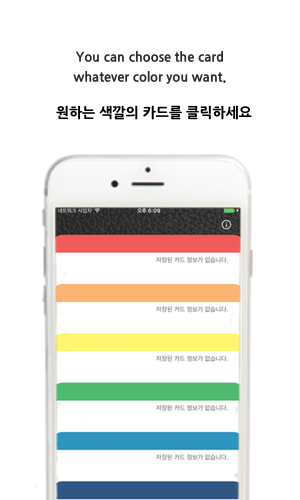 You can choose the card
whatever color you want.
원하는 색깔의 카드를 클릭하세요
네트워크 사업자
오후 6:09
저장된 카드 정보가 없습니다.
저장된 카드 정보가 없습니다.
저장된 카드 정보가 없습니다.
저장된 카드 정보가 없습니다.
저장된 카드 정보가 없습니다.